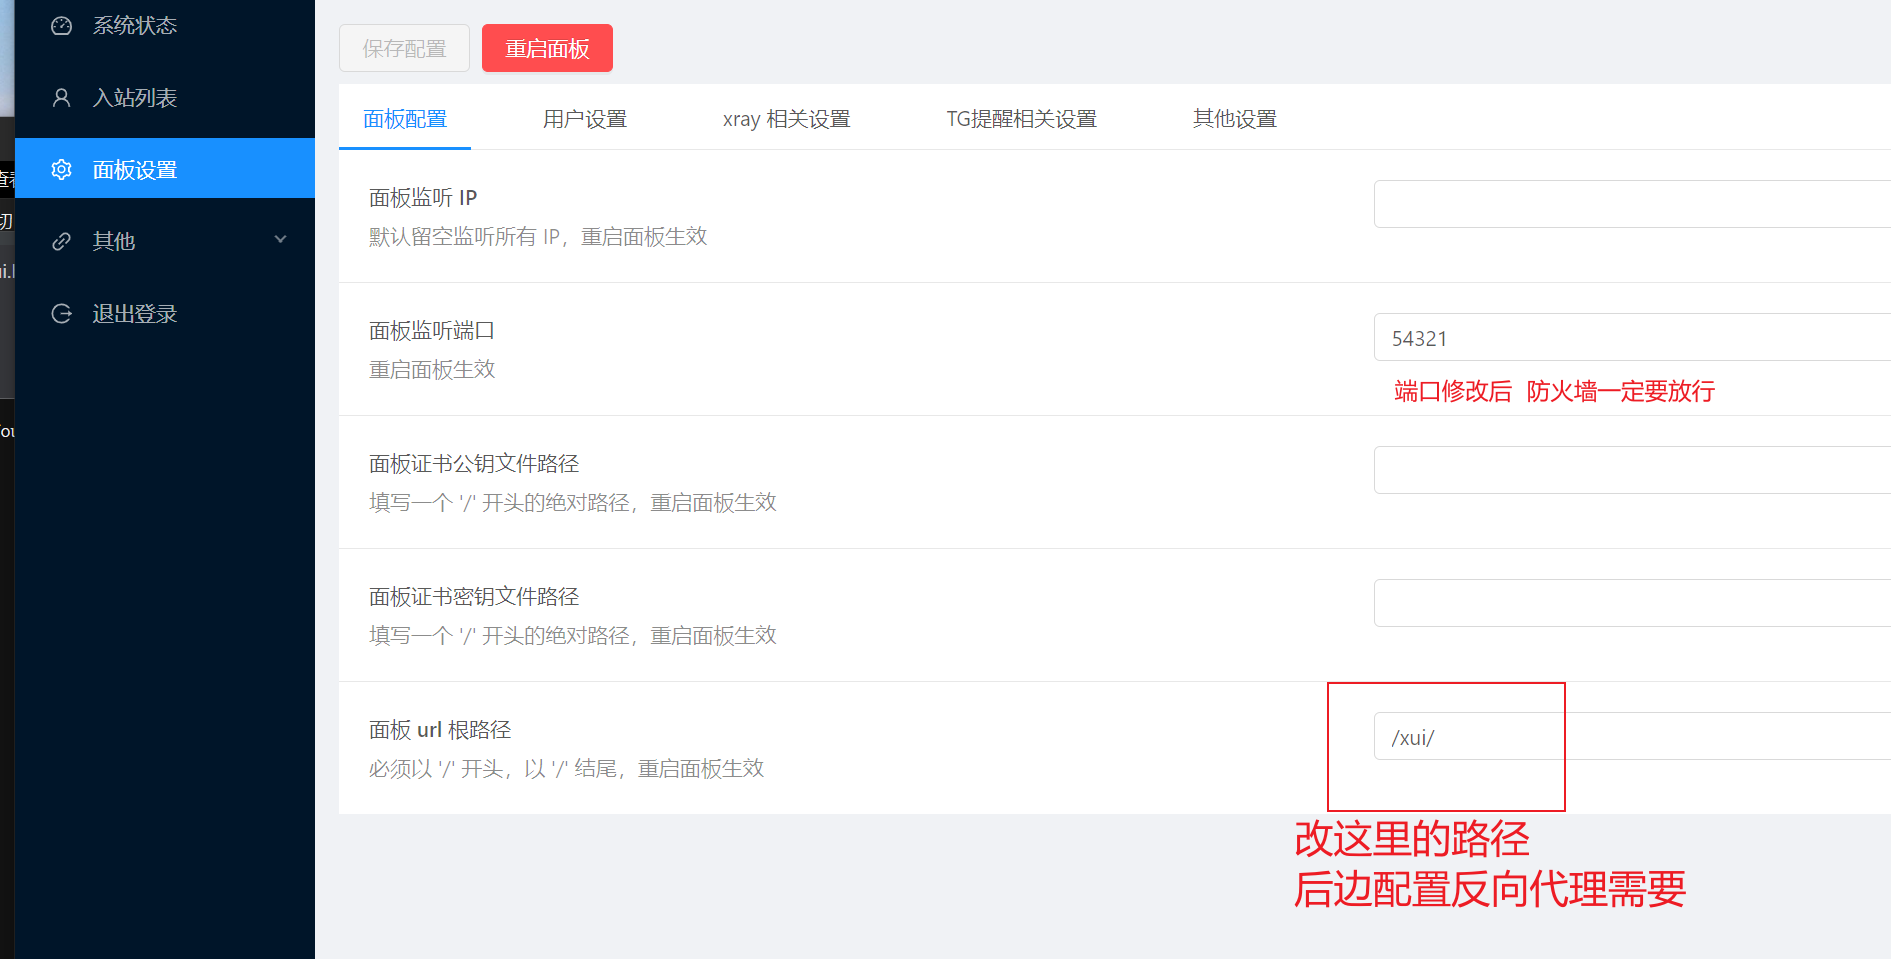 系统状态
入站列表
面板设置
其他
退出登录
保存配置
重启面板
面板配置
用户设置
xray 相关设置
TG提醒相关设置
其他设置
面板监听 IP
默认留空监听所有 IP，重启面板生效
面板监听端口
54321
重启面板生效
端口修改后 防火墙一定要放行
面板证书公钥文件路径
填写一个 '/' 开头的绝对路径，重启面板生效
面板证书密钥文件路径
填写一个 '/' 开头的绝对路径，重启面板生效
面板 url 根路径
/xui/
必须以 '/' 开头，以 '/' 结尾，重启面板生效
改这里的路径
后边配置反向代理需要